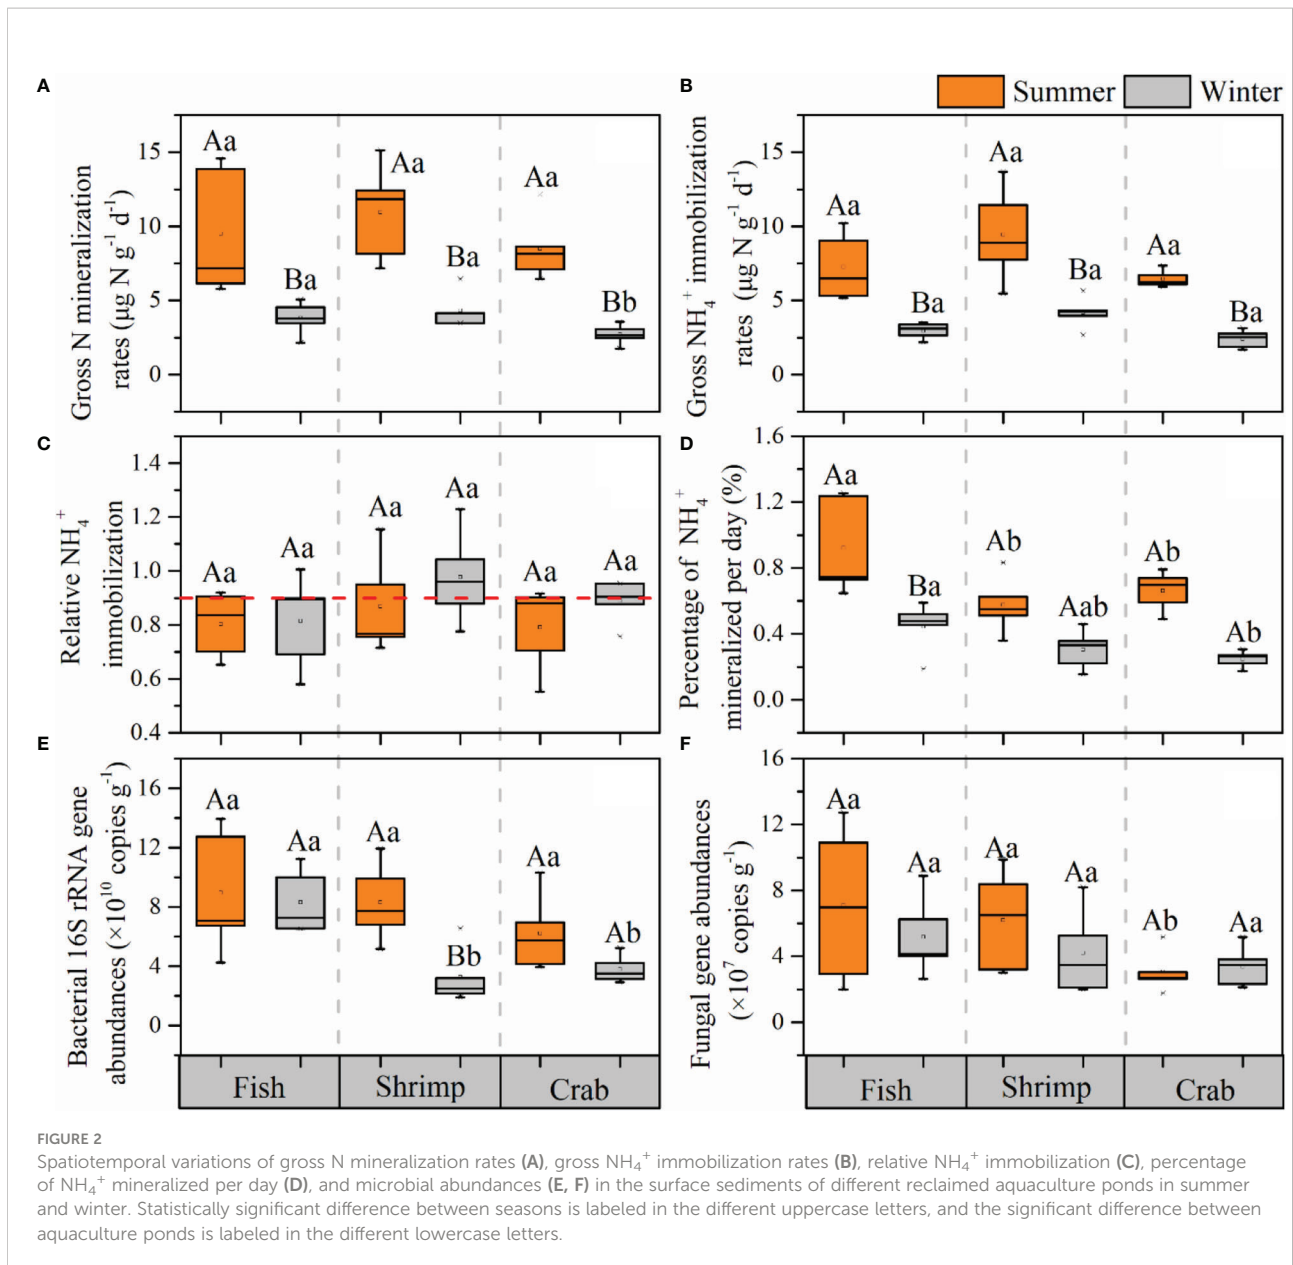 A
B
Summer
Winter
Gross N mineralization
rates (µg N g⁻¹ d⁻¹)
15
10
5
0
Aa
Ba
Aa
Ba
Aa
Bb
Gross NH₄⁺ immobilization
rates (µg N g⁻¹ d⁻¹)
15
10
5
0
Aa
Ba
Aa
Ba
Aa
Ba
C
Relative NH₄⁺
immobilization
1.4
1.2
1.0
0.8
0.6
0.4
Aa
Aa
Aa
Aa
Aa
Aa
D
Percentage of NH₄⁺
mineralized per day (%)
1.6
1.2
0.8
0.4
0.0
Aa
Ba
Ab
Aab
Ab
Ab
E
Bacterial 16S rRNA gene
abundances (×10¹⁰ copies g⁻¹)
16
12
8
4
0
Aa
Aa
Aa
Bb
Aa
Ab
F
Fungal gene abundances
(×10⁷ copies g⁻¹)
16
12
8
4
0
Aa
Aa
Aa
Aa
Ab
Aa
Fish
Shrimp
Crab
Fish
Shrimp
Crab
FIGURE 2
Spatiotemporal variations of gross N mineralization rates (A), gross NH₄⁺ immobilization rates (B), relative NH₄⁺ immobilization (C), percentage
of NH₄⁺ mineralized per day (D), and microbial abundances (E, F) in the surface sediments of different reclaimed aquaculture ponds in summer
and winter. Statistically significant difference between seasons is labeled in the different uppercase letters, and the significant difference between
aquaculture ponds is labeled in the different lowercase letters.